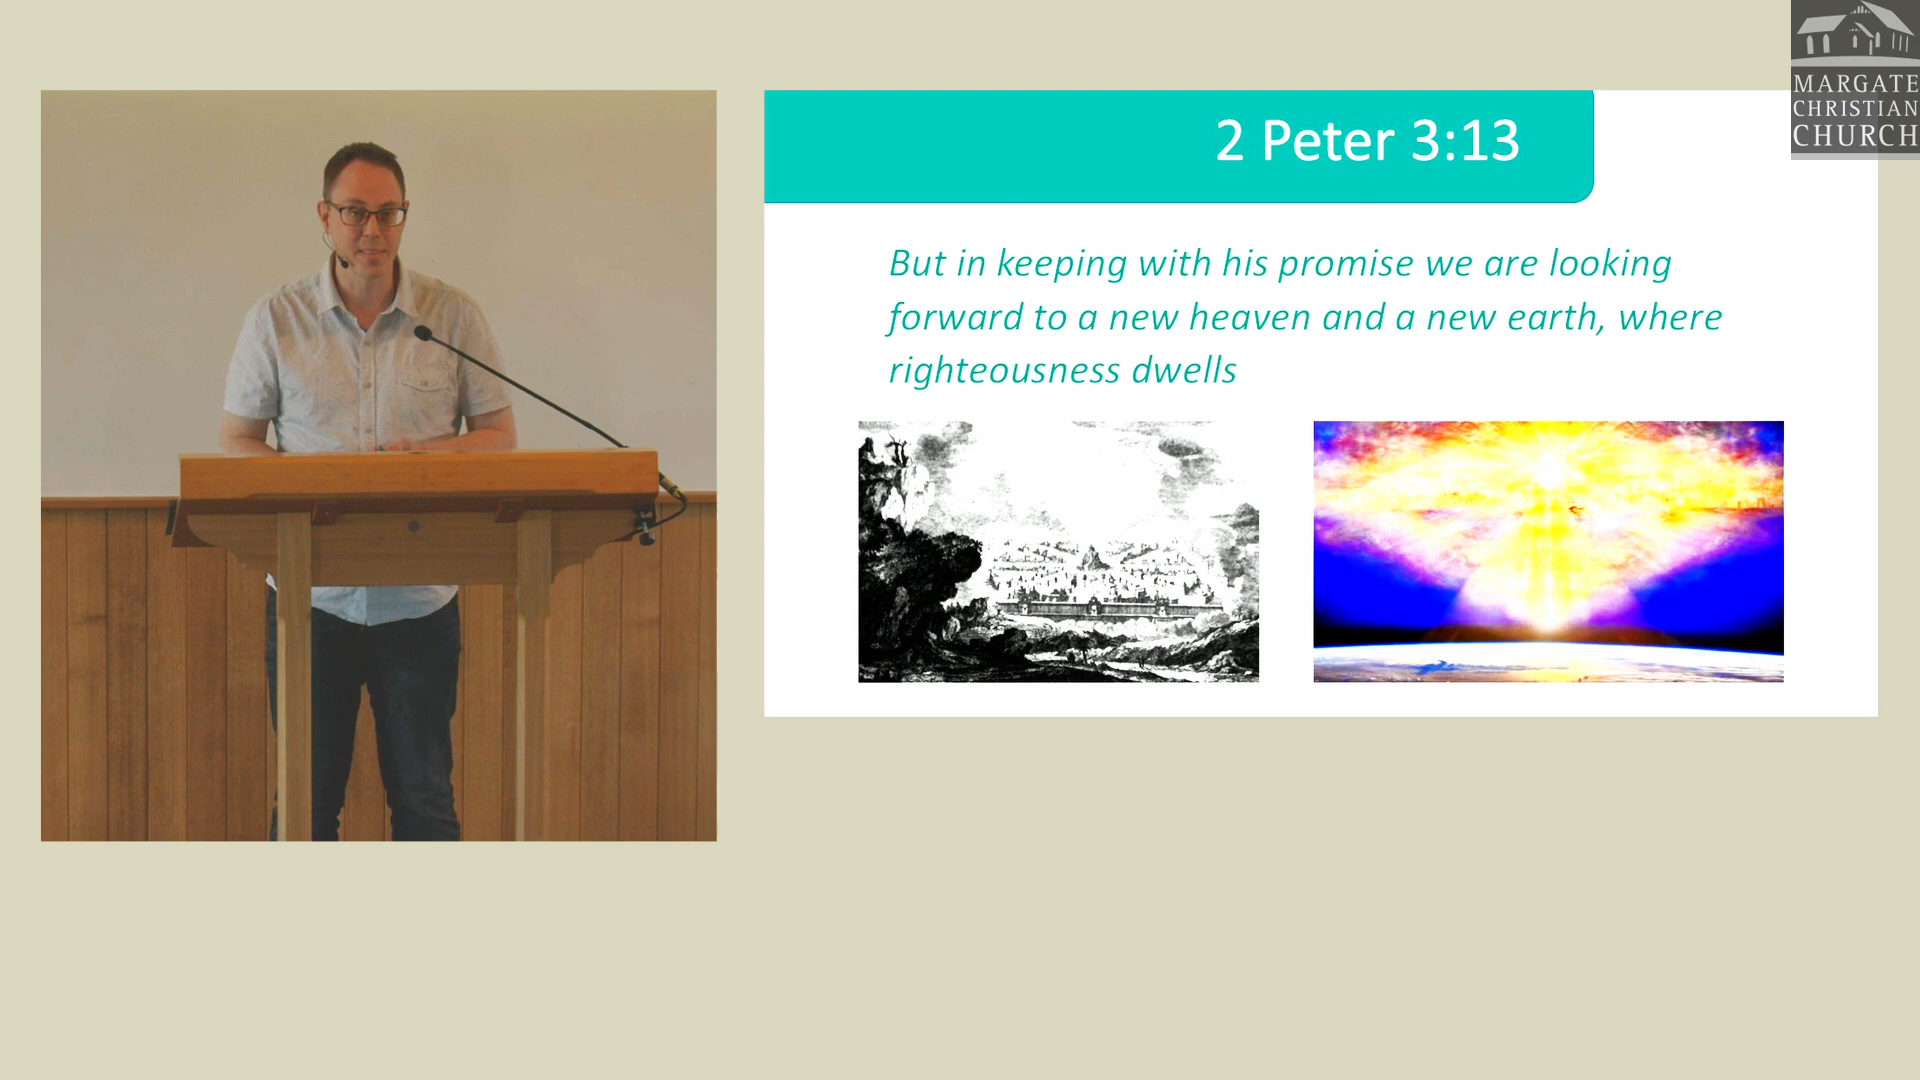 2 Peter 3:13
But in keeping with his promise we are looking
forward to a new heaven and a new earth, where
righteousness dwells
MARGATE
CHRISTIAN
CHURCH